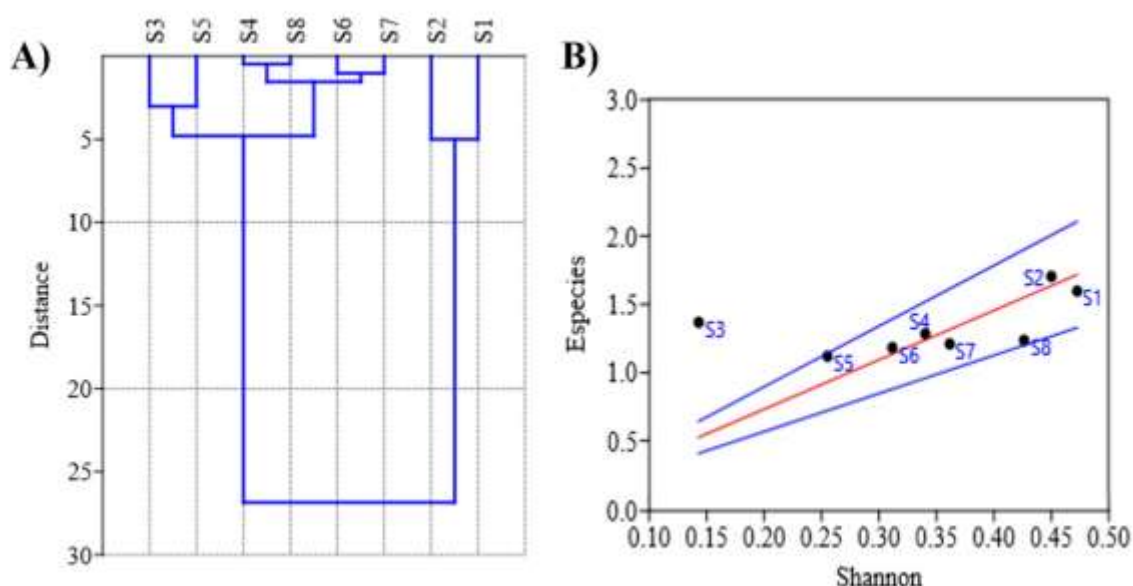 A)
S3 S5 S4 S8 S6 S7 S2 S1
5
10
15
20
25
30
Distance
B)
3.0
2.5
2.0
1.5
1.0
0.5
0.0
Especies
S3
S5
S6
S4
S7
S8
S2
S1
0.10 0.15 0.20 0.25 0.30 0.35 0.40 0.45 0.50
Shannon